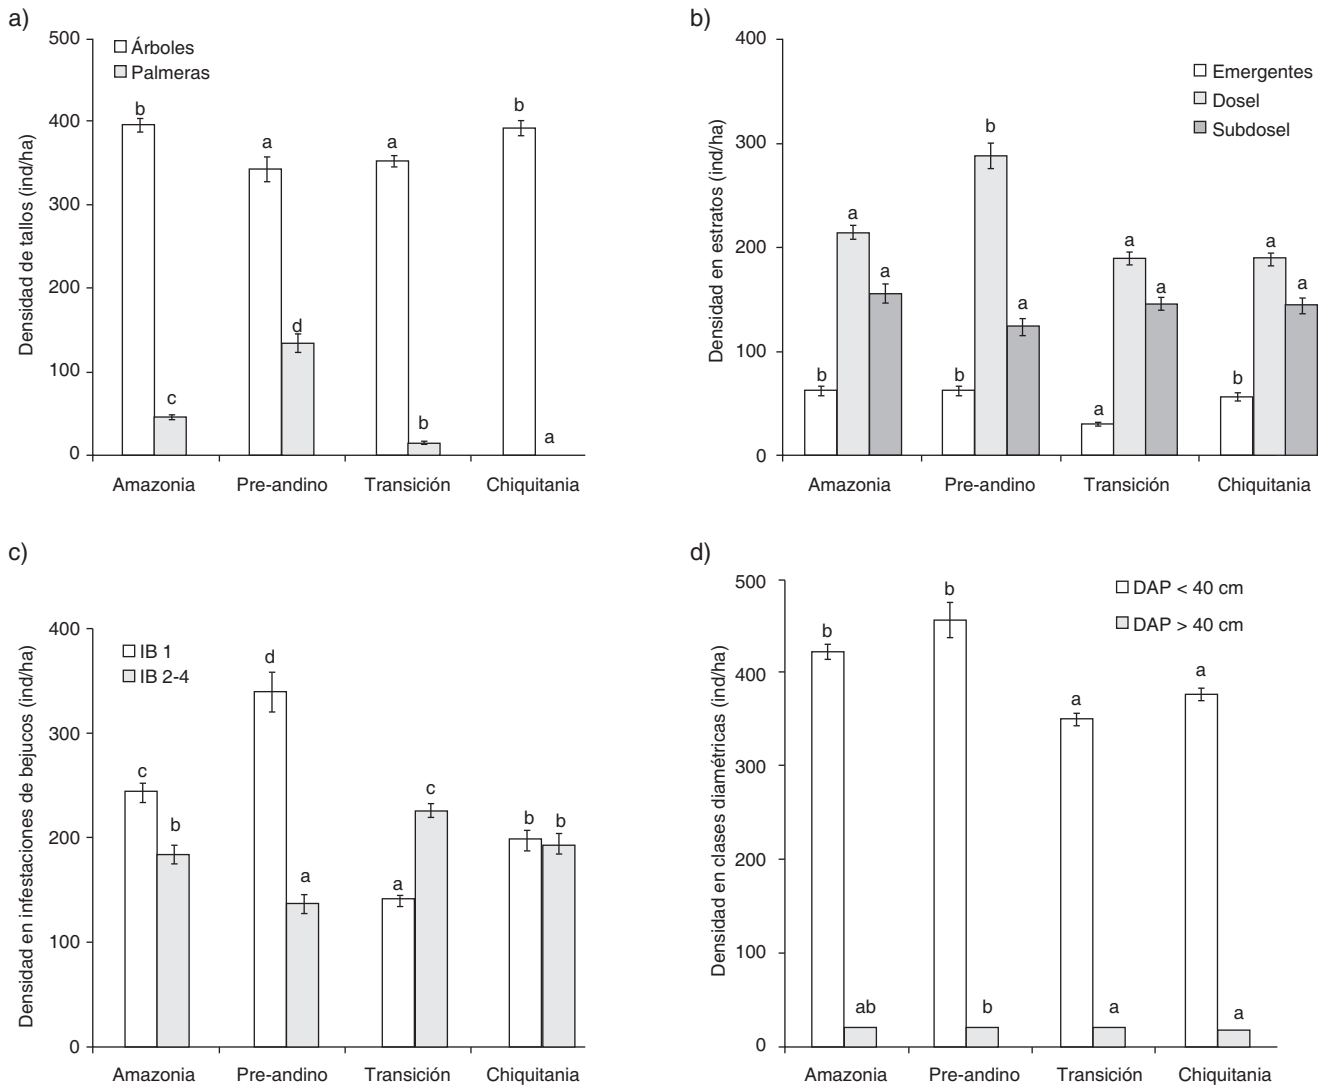 a)
500
400
300
200
100
0
Densidad de tallos (ind/ha)
Árboles
Palmeras
b
c
a
d
a
b
b
a
Amazonia Pre-andino Transición Chiquitania
b)
400
300
200
100
0
Densidad en estratos (ind/ha)
Emergentes
Dosel
Subdosel
b
a
a
b
b
a
a
a
a
b
a
a
Amazonia Pre-andino Transición Chiquitania
c)
400
300
200
100
0
Densidad en infestaciones de bejucos (ind/ha)
IB 1
IB 2-4
c
b
d
a
a
c
b
b
Amazonia Pre-andino Transición Chiquitania
d)
500
400
300
200
100
0
Densidad en clases diamétricas (ind/ha)
DAP < 40 cm
DAP > 40 cm
b
ab
b
b
a
a
a
a
Amazonia Pre-andino Transición Chiquitania